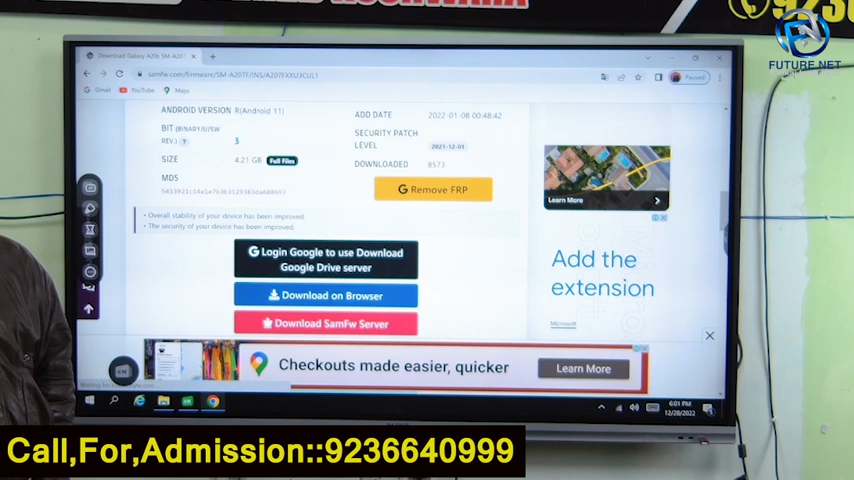 FUTURE NET
Download Galaxy A20s SM-A207
samfw.com/firmware/SM-A207F/INS/A207FXXU3CUL1
Paused
Gmail YouTube Maps
ANDROID VERSION R(Android 11)
BIT (BINARY/U/SW REV.) ? 3
SIZE 4.21 GB Full Files
MD5
ADD DATE 2022-01-08 00:48:42
SECURITY PATCH LEVEL 2021-12-01
DOWNLOADED 8573
Remove FRP
• Overall stability of your device has been improved.
• The security of your device has been improved.
Login Google to use Download
Google Drive server
Download on Browser
Download SamFw Server
Learn More
Add the
extension
Microsoft
Checkouts made easier, quicker
Learn More
6:01 PM
12/28/2022
Call,For,Admission::9236640999